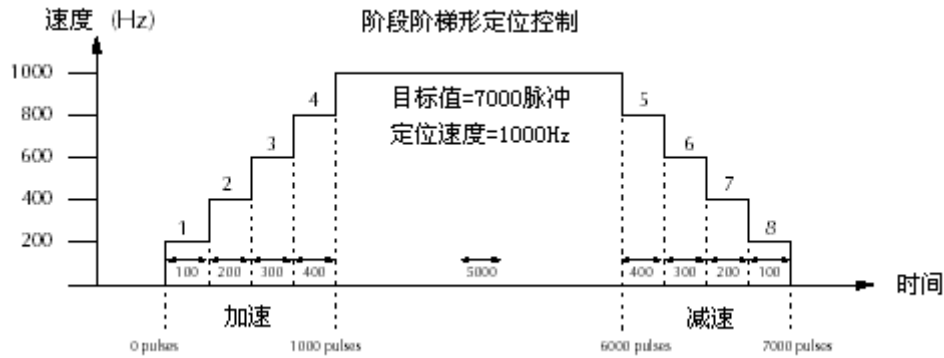 速度 (Hz)
阶段阶梯形定位控制
1000
目标值=7000脉冲
定位速度=1000Hz
800
600
400
200
1
2
3
4
5
6
7
8
100
200
300
400
5000
400
300
200
100
时间
加速
减速
0 pulses
1000 pulses
6000 pulses
7000 pulses